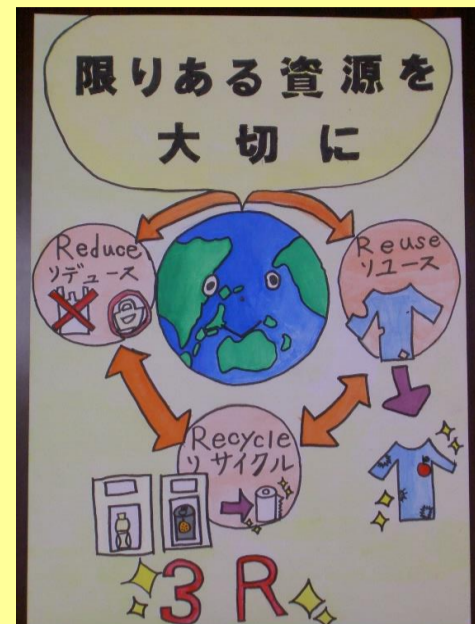 限りある資源を
大切に
Reduce
リデュース
Reuse
リユース
Recycle
リサイクル
3R